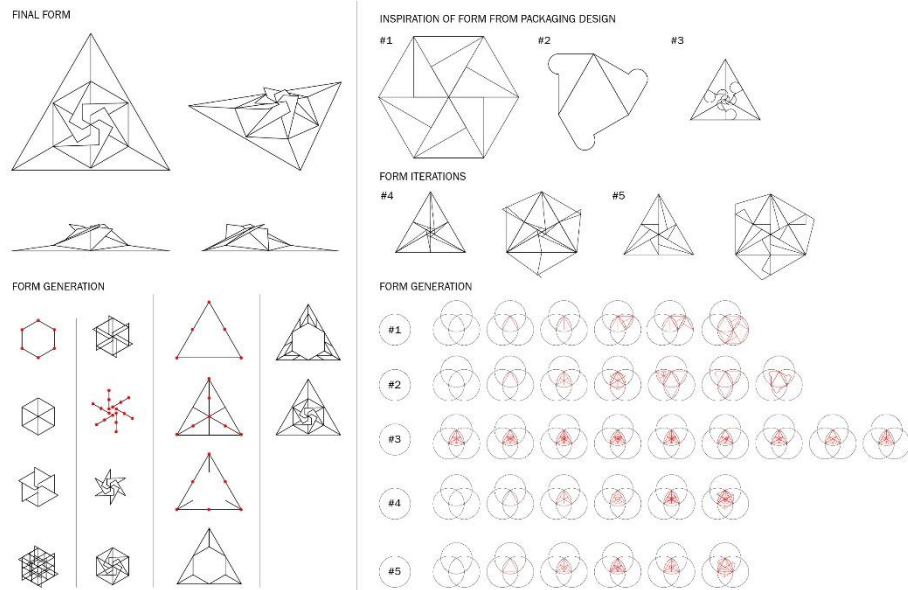 FINAL FORM
FORM GENERATION
INSPIRATION OF FORM FROM PACKAGING DESIGN
#1
#2
#3
FORM ITERATIONS
#4
#5
FORM GENERATION
#1
#2
#3
#4
#5